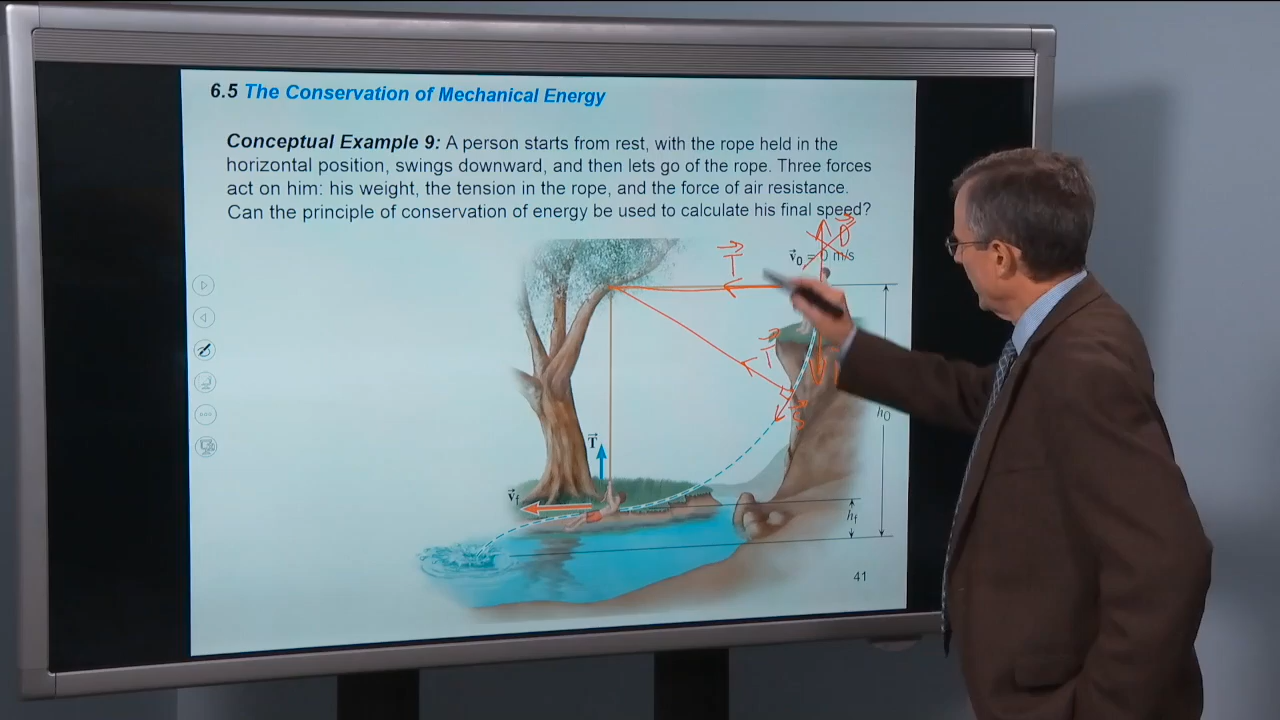 6.5 The Conservation of Mechanical Energy
Conceptual Example 9: A person starts from rest, with the rope held in the
horizontal position, swings downward, and then lets go of the rope. Three forces
act on him: his weight, the tension in the rope, and the force of air resistance.
Can the principle of conservation of energy be used to calculate his final speed?
T
D
v0 = 0 m/s
T
S
h0
T
vf
hf
41